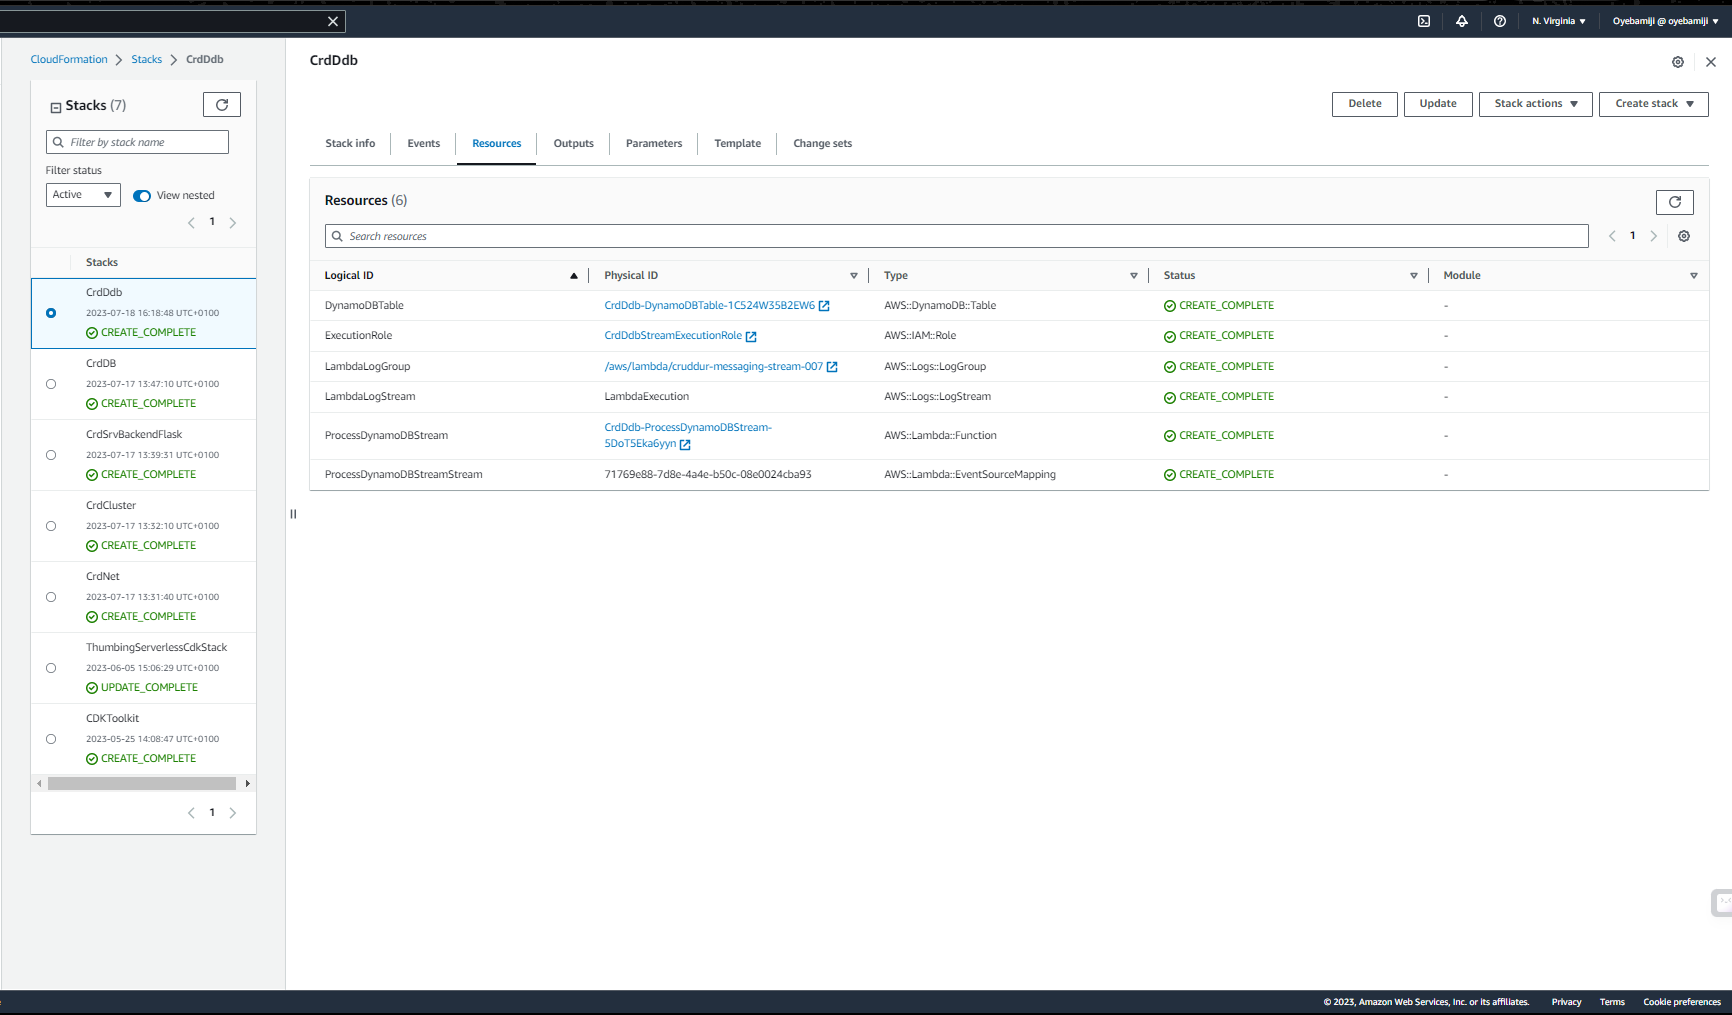 N. Virginia
Oyebamiji @ oyebamiji
CloudFormation
Stacks
CrdDdb
Stacks (7)
Filter by stack name
Filter status
Active
View nested
1
Stacks
CrdDdb
2023-07-18 16:18:48 UTC+0100
CREATE_COMPLETE
CrdDB
2023-07-17 13:47:10 UTC+0100
CREATE_COMPLETE
CrdSrvBackendFlask
2023-07-17 13:39:31 UTC+0100
CREATE_COMPLETE
CrdCluster
2023-07-17 13:32:10 UTC+0100
CREATE_COMPLETE
CrdNet
2023-07-17 13:31:40 UTC+0100
CREATE_COMPLETE
ThumbingServerlessCdkStack
2023-06-05 15:06:29 UTC+0100
UPDATE_COMPLETE
CDKToolkit
2023-05-25 14:08:47 UTC+0100
CREATE_COMPLETE
1
CrdDdb
Delete Update Stack actions Create stack
Stack info Events Resources Outputs Parameters Template Change sets
Resources (6)
Search resources
1
Logical ID Physical ID Type Status Module
DynamoDBTable CrdDdb-DynamoDBTable-1C524W35B2EW6 AWS::DynamoDB::Table CREATE_COMPLETE -
ExecutionRole CrdDdbStreamExecutionRole AWS::IAM::Role CREATE_COMPLETE -
LambdaLogGroup /aws/lambda/cruddur-messaging-stream-007 AWS::Logs::LogGroup CREATE_COMPLETE -
LambdaLogStream LambdaExecution AWS::Logs::LogStream CREATE_COMPLETE -
ProcessDynamoDBStream CrdDdb-ProcessDynamoDBStream-
5DoT5Eka6yyn AWS::Lambda::Function CREATE_COMPLETE -
ProcessDynamoDBStreamStream 71769e88-7d8e-4a4e-b50c-08e0024cba93 AWS::Lambda::EventSourceMapping CREATE_COMPLETE -
© 2023, Amazon Web Services, Inc. or its affiliates. Privacy Terms Cookie preferences